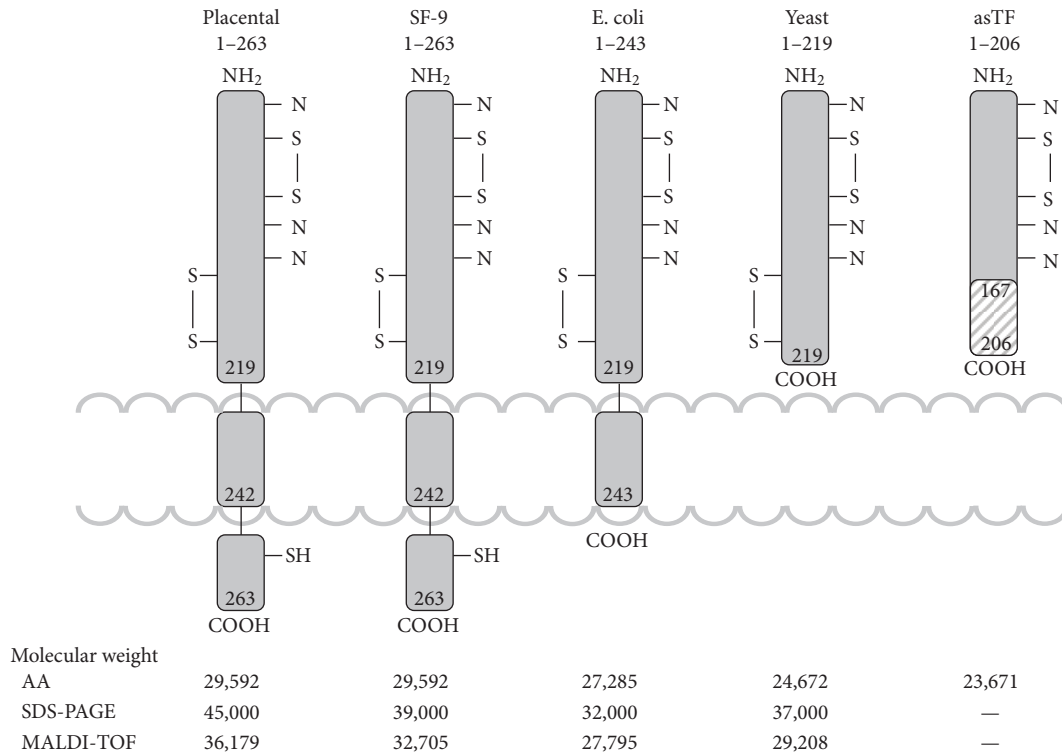 Placental SF-9 E. coli Yeast asTF
1–263 1–263 1–243 1–219 1–206
NH2 NH2 NH2 NH2 NH2
N N N N N
S S S S S
S S S S S
N N N N N
N N N N N
S S S S 167
S S S S 206
219 219 219 219 COOH
COOH
242 242 243
COOH
SH SH
263 263
COOH COOH
Molecular weight
AA 29,592 29,592 27,285 24,672 23,671
SDS-PAGE 45,000 39,000 32,000 37,000 —
MALDI-TOF 36,179 32,705 27,795 29,208 —